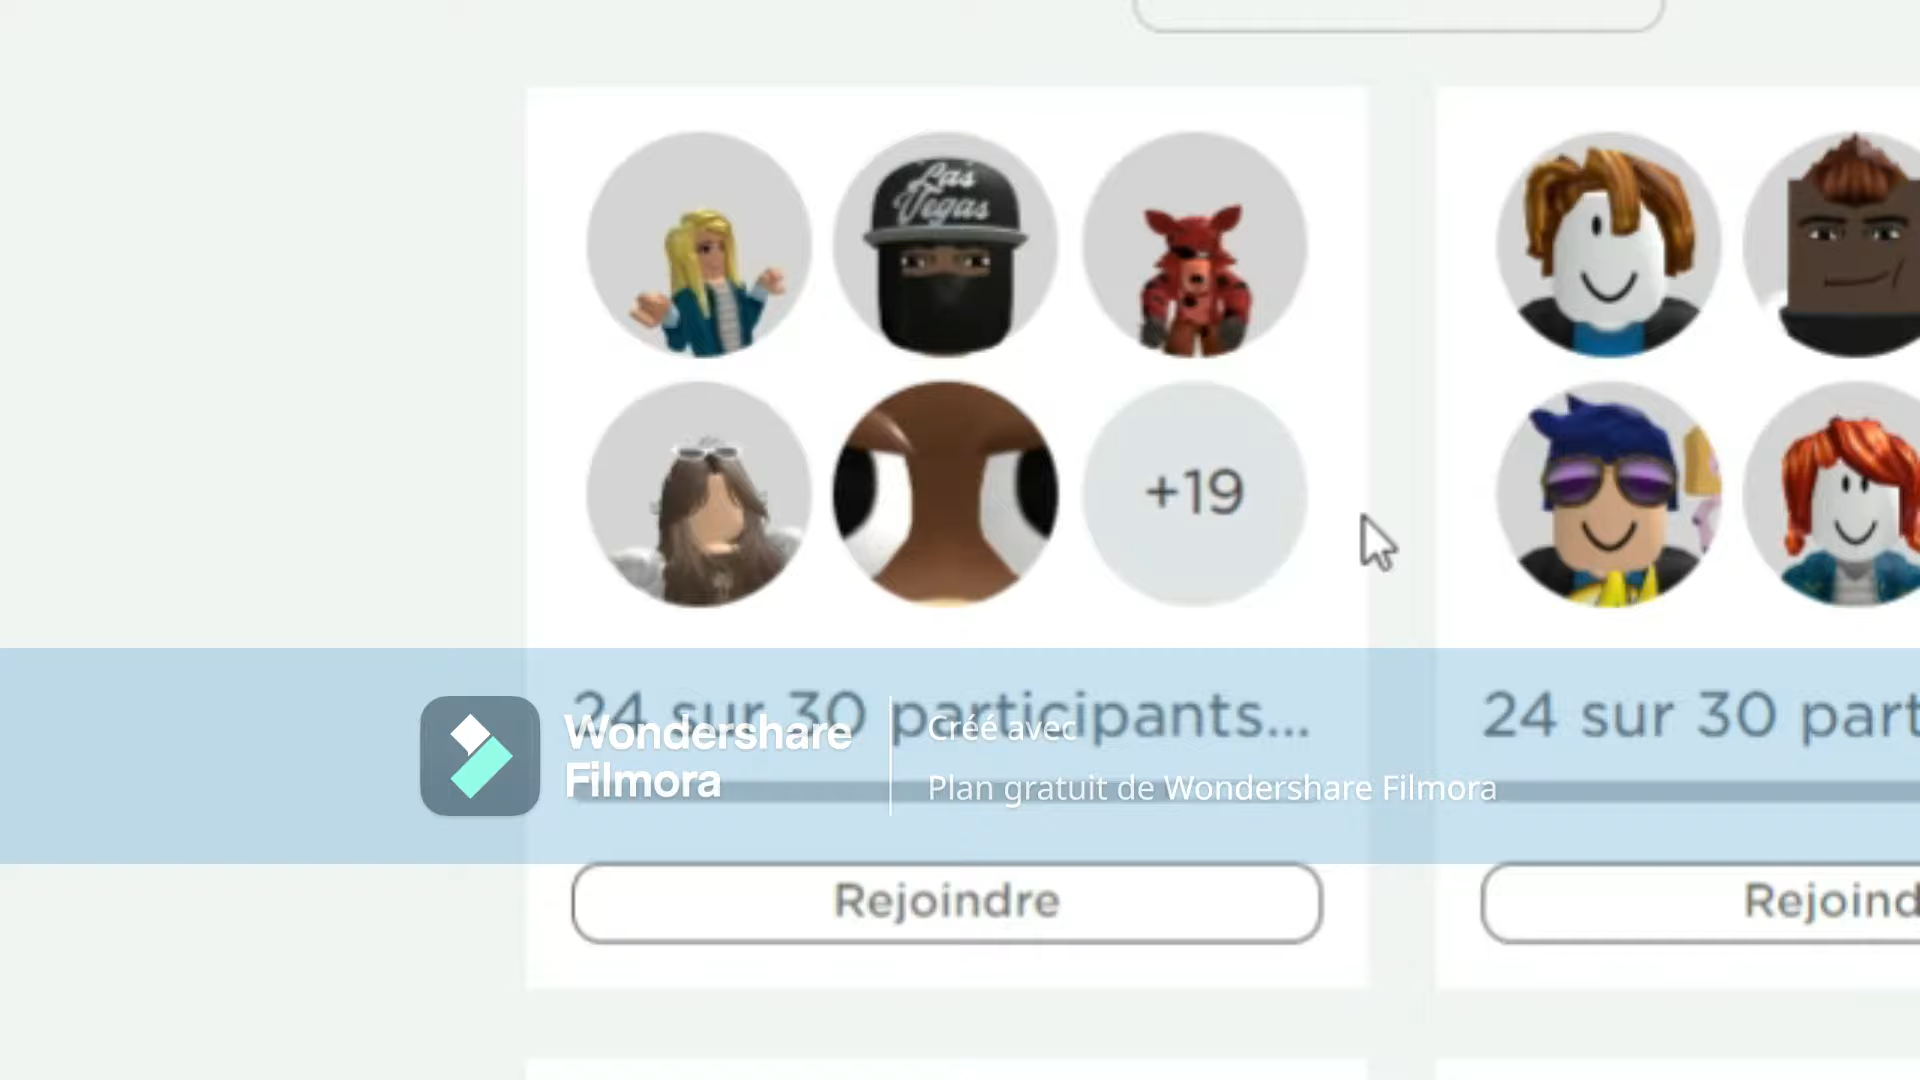 Las
Vegas
+19
24 sur 30 participants...
24 sur 30 part
Wondershare
Filmora
Créé avec
Plan gratuit de Wondershare Filmora
Rejoindre
Rejoind